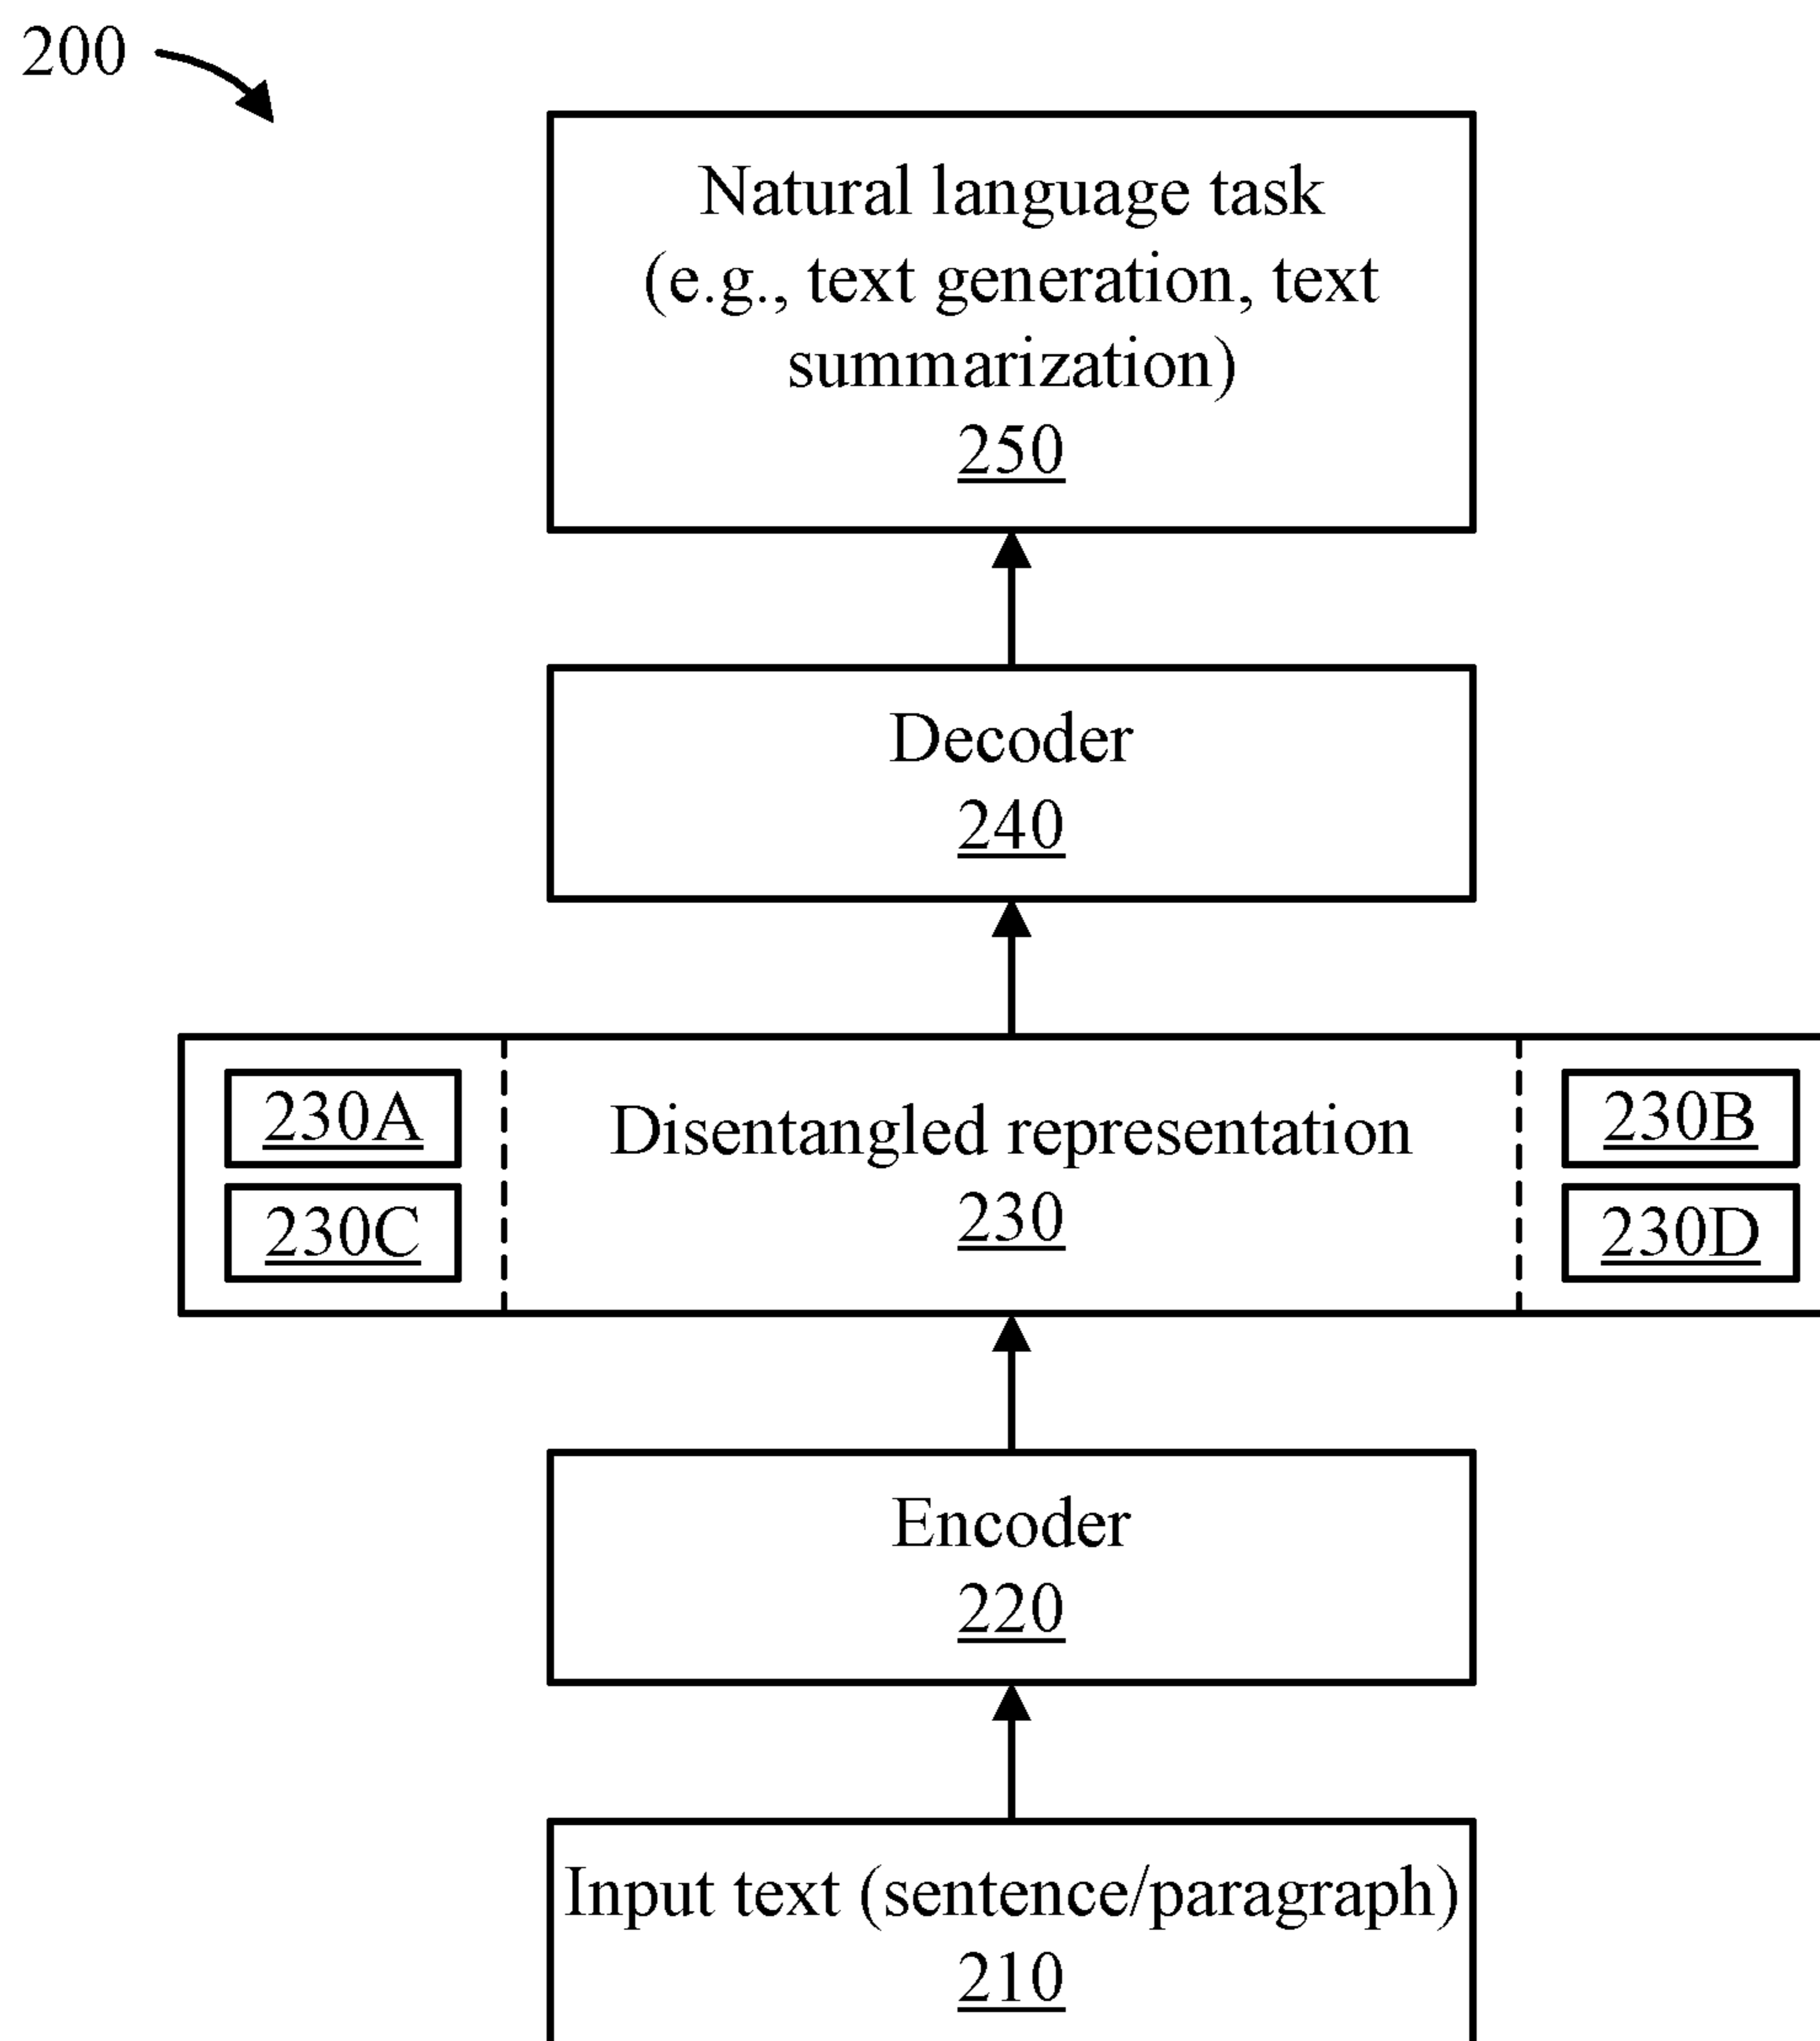 200
Natural language task
(e.g., text generation, text
summarization)
250
Decoder
240
230A
230C
Disentangled representation
230
230B
230D
Encoder
220
Input text (sentence/paragraph)
210